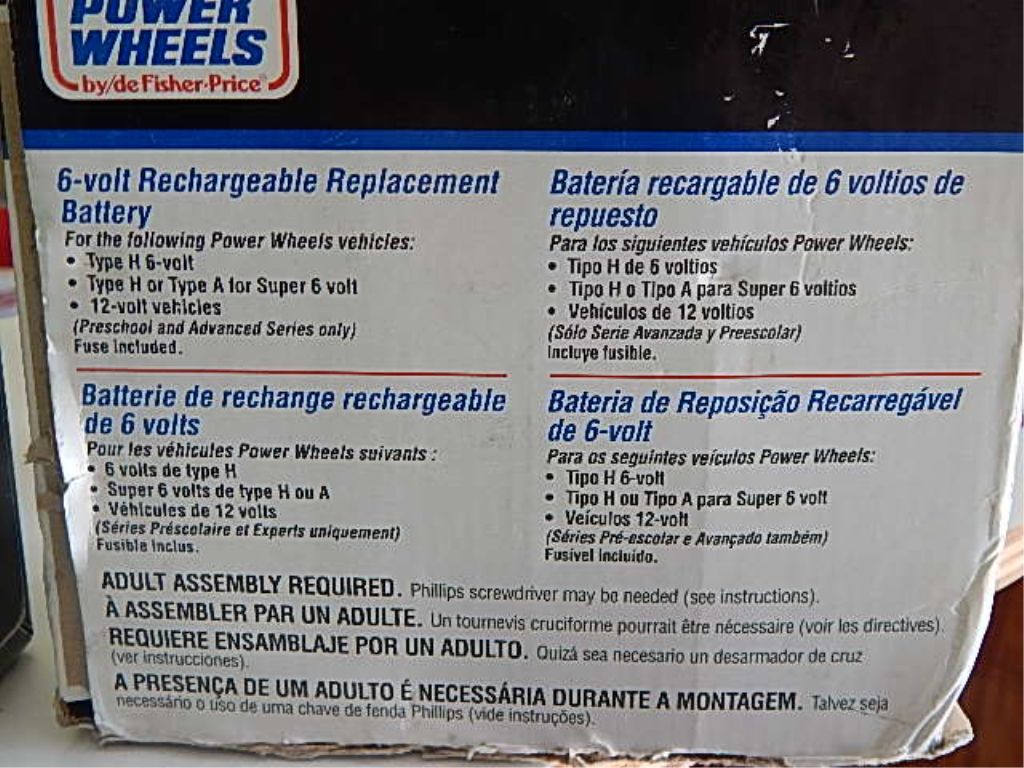 POWER
WHEELS
by/de Fisher-Price
6-volt Rechargeable Replacement
Battery
For the following Power Wheels vehicles:
• Type H 6-volt
• Type H or Type A for Super 6 volt
• 12-volt vehicles
(Preschool and Advanced Series only)
Fuse Included.
Batería recargable de 6 voltios de
repuesto
Para los siguientes vehículos Power Wheels:
• Tipo H de 6 voltios
• Tipo H o Tipo A para Super 6 voltios
• Vehículos de 12 voltios
(Sólo Serie Avanzada y Preescolar)
Incluye fusible.
Batterie de rechange rechargeable
de 6 volts
Pour les véhicules Power Wheels suivants :
• 6 volts de type H
• Super 6 volts de type H ou A
• Véhicules de 12 volts
(Séries Préscolaire et Experts uniquement)
Fusible Inclus.
Bateria de Reposição Recarregável
de 6-volt
Para os seguintes veículos Power Wheels:
• Tipo H 6-volt
• Tipo H ou Tipo A para Super 6 volt
• Veículos 12-volt
(Séries Pré-escolar e Avançado também)
Fusível Incluído.
ADULT ASSEMBLY REQUIRED. Phillips screwdriver may be needed (see instructions).
À ASSEMBLER PAR UN ADULTE. Un tournevis cruciforme pourrait être nécessaire (voir les directives).
REQUIERE ENSAMBLAJE POR UN ADULTO. Quizá sea necesario un desarmador de cruz
(ver instrucciones).
A PRESENÇA DE UM ADULTO É NECESSÁRIA DURANTE A MONTAGEM. Talvez seja
necessário o uso de uma chave de fenda Phillips (vide instruções).